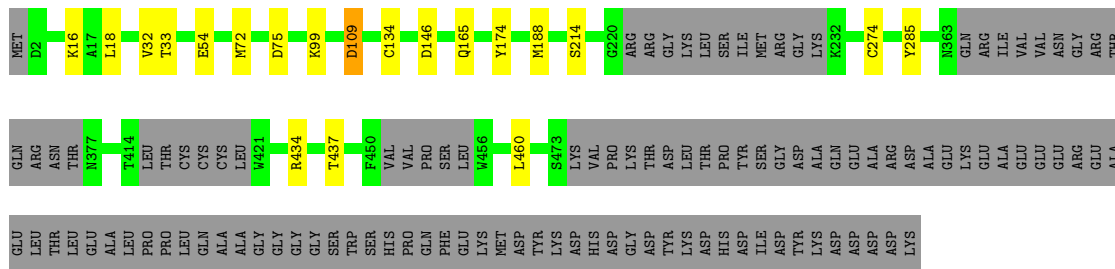 MET D2 K16 A17 L18 V32 T33 E54 M72 D75 K99 D109 C134 D146 Q165 Y174 M188 S214 G220 ARG ARG GLY LYS LEU SER ILE MET ARG GLY LYS K232 C274 Y285 N363 GLN ARG ILE VAL VAL ASN GLY ARG THR
GLN ARG ASN THR N377 T414 LEU THR CYS CYS CYS LEU W421 R434 T437 F450 HIS VAL VAL PRO SER LEU W456 L460 S473 LYS VAL PRO LYS THR ASP LEU THR PRO TYR SER GLY ASP ALA GLN GLU ALA ARG ASP ALA GLU LYS GLU ALA GLU GLU GLU ARG GLU ALA
GLU LEU THR LEU LEU GLU ALA LEU PRO PRO LEU GLN ALA ALA GLY GLY GLY GLY SER TRP SER HIS PRO GLN PHE GLU LYS MET ASP TYR LYS ASP HIS ASP GLY ASP TYR LYS ASP HIS ASP ILE ASP TYR LYS ASP ASP ASP ASP LYS